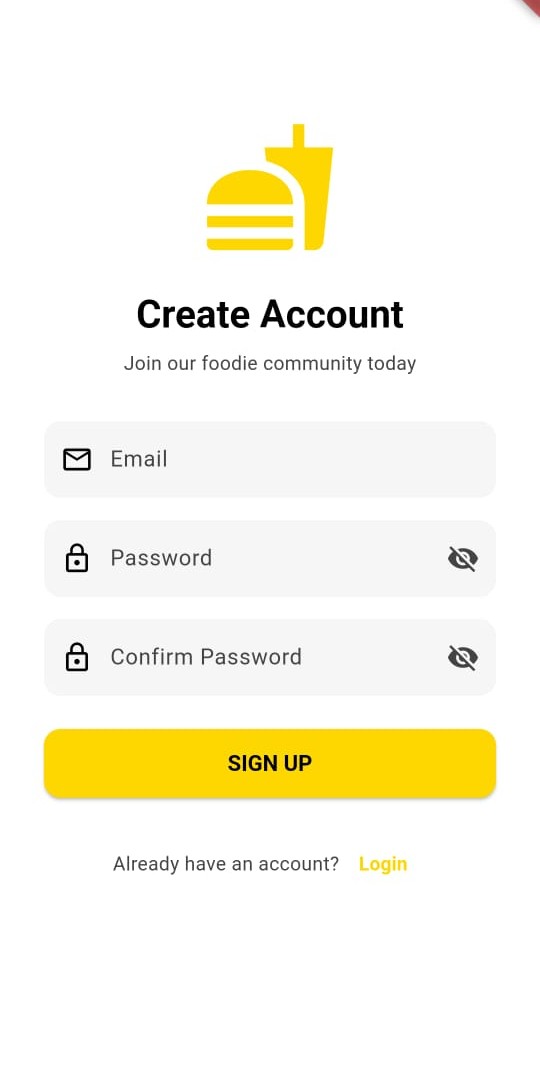 Create Account
Join our foodie community today
Email
Password
Confirm Password
SIGN UP
Already have an account? Login